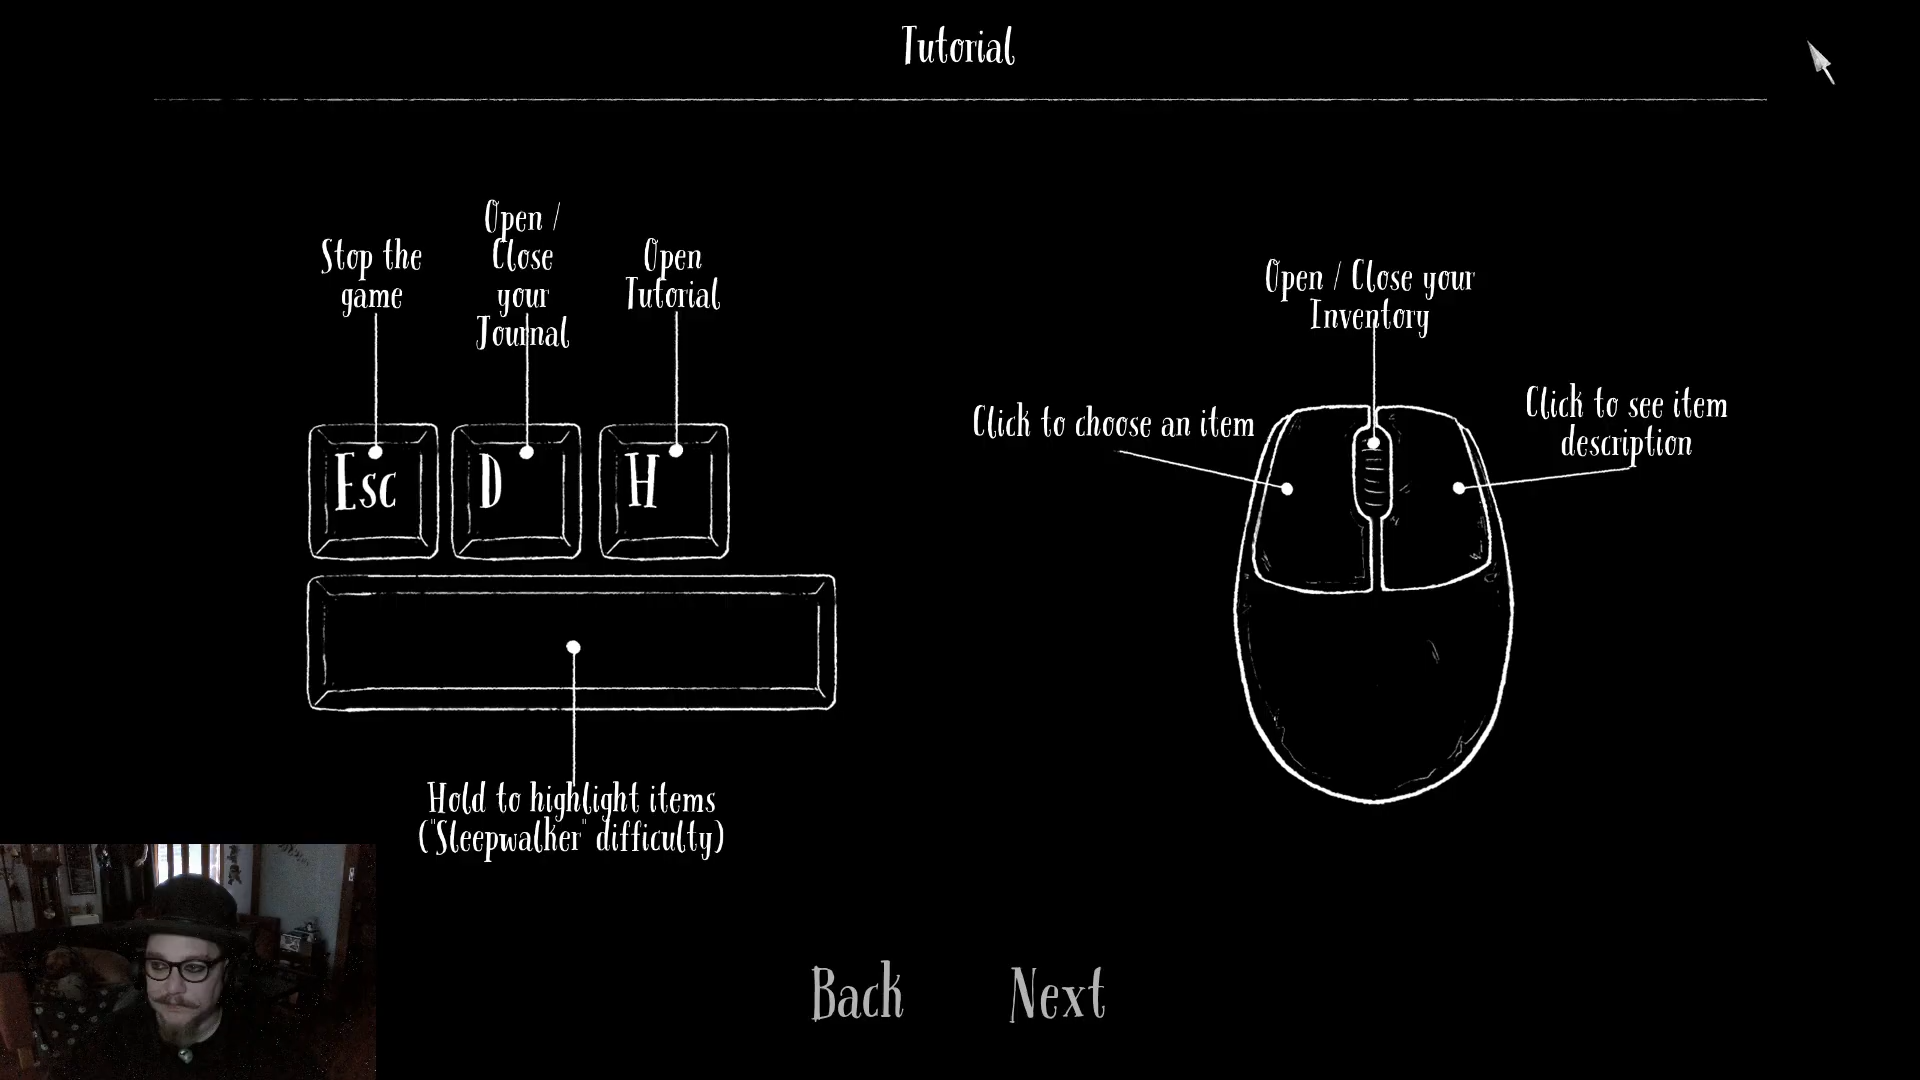 Tutorial
Stop the
game
Open /
Close
your
Journal
Open
Tutorial
Esc
D
H
Hold to highlight items
("Sleepwalker" difficulty)
Open / Close your
Inventory
Click to choose an item
Click to see item
description
Back
Next